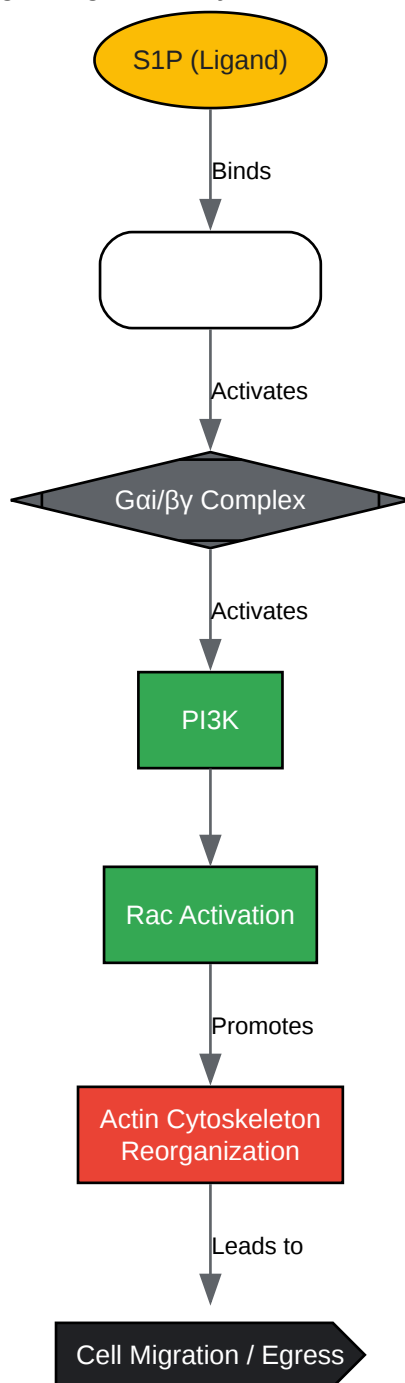 S1P (Ligand)
Binds
Activates
Gαi/βγ Complex
Activates
PI3K
Rac Activation
Promotes
Actin Cytoskeleton
Reorganization
Leads to
Cell Migration / Egress